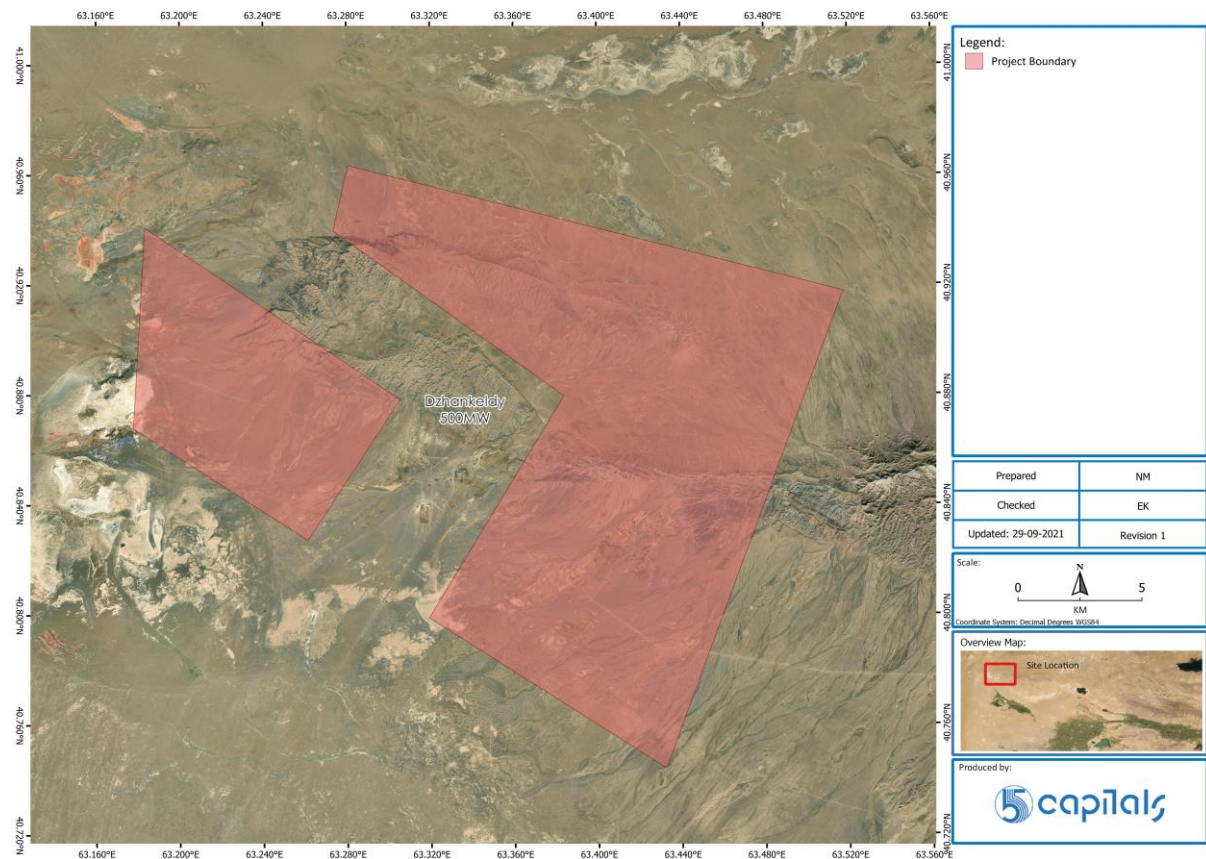 63.160°E 63.200°E 63.240°E 63.280°E 63.320°E 63.360°E 63.400°E 63.440°E 63.480°E 63.520°E 63.560°E
41.000°N
40.960°N
40.920°N
40.880°N
40.840°N
40.800°N
40.760°N
40.720°N
Dzhankeldy
500MW
41.000°N
40.960°N
40.920°N
40.880°N
40.840°N
40.800°N
40.760°N
40.720°N
63.160°E 63.200°E 63.240°E 63.280°E 63.320°E 63.360°E 63.400°E 63.440°E 63.480°E 63.520°E 63.560°E
Legend:
Project Boundary
Prepared NM
Checked EK
Updated: 29-09-2021 Revision 1
Scale:
N
0 5
KM
Coordinate System: Decimal Degrees WGS84
Overview Map:
Site Location
Produced by:
5 capitals